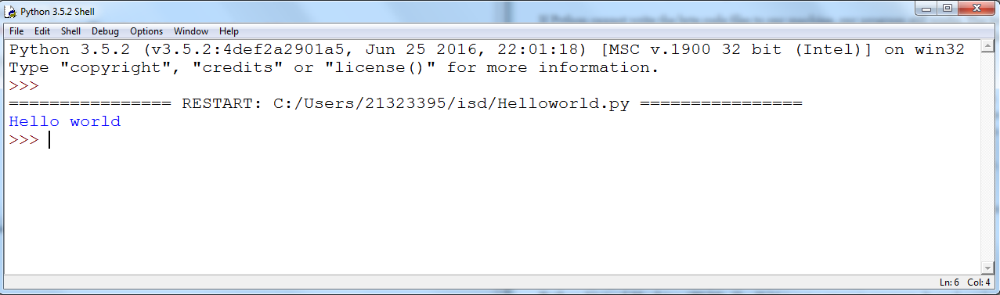 Python 3.5.2 Shell
File Edit Shell Debug Options Window Help
Python 3.5.2 (v3.5.2:4def2a2901a5, Jun 25 2016, 22:01:18) [MSC v.1900 32 bit (Intel)] on win32
Type "copyright", "credits" or "license()" for more information.
>>>
================ RESTART: C:/Users/21323395/isd/Helloworld.py ================
Hello world
>>>
Ln: 6 Col: 4